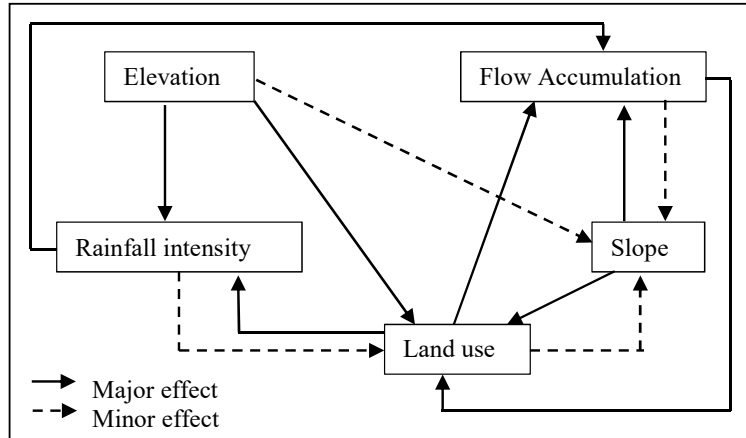 Elevation
Flow Accumulation
Rainfall intensity
Slope
Land use
Major effect
Minor effect